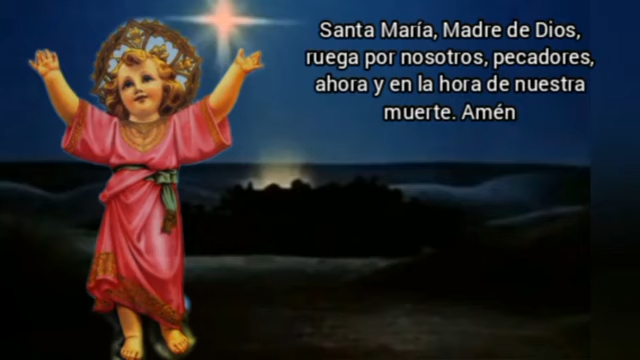 Santa María, Madre de Dios,
ruega por nosotros, pecadores,
ahora y en la hora de nuestra
muerte. Amén